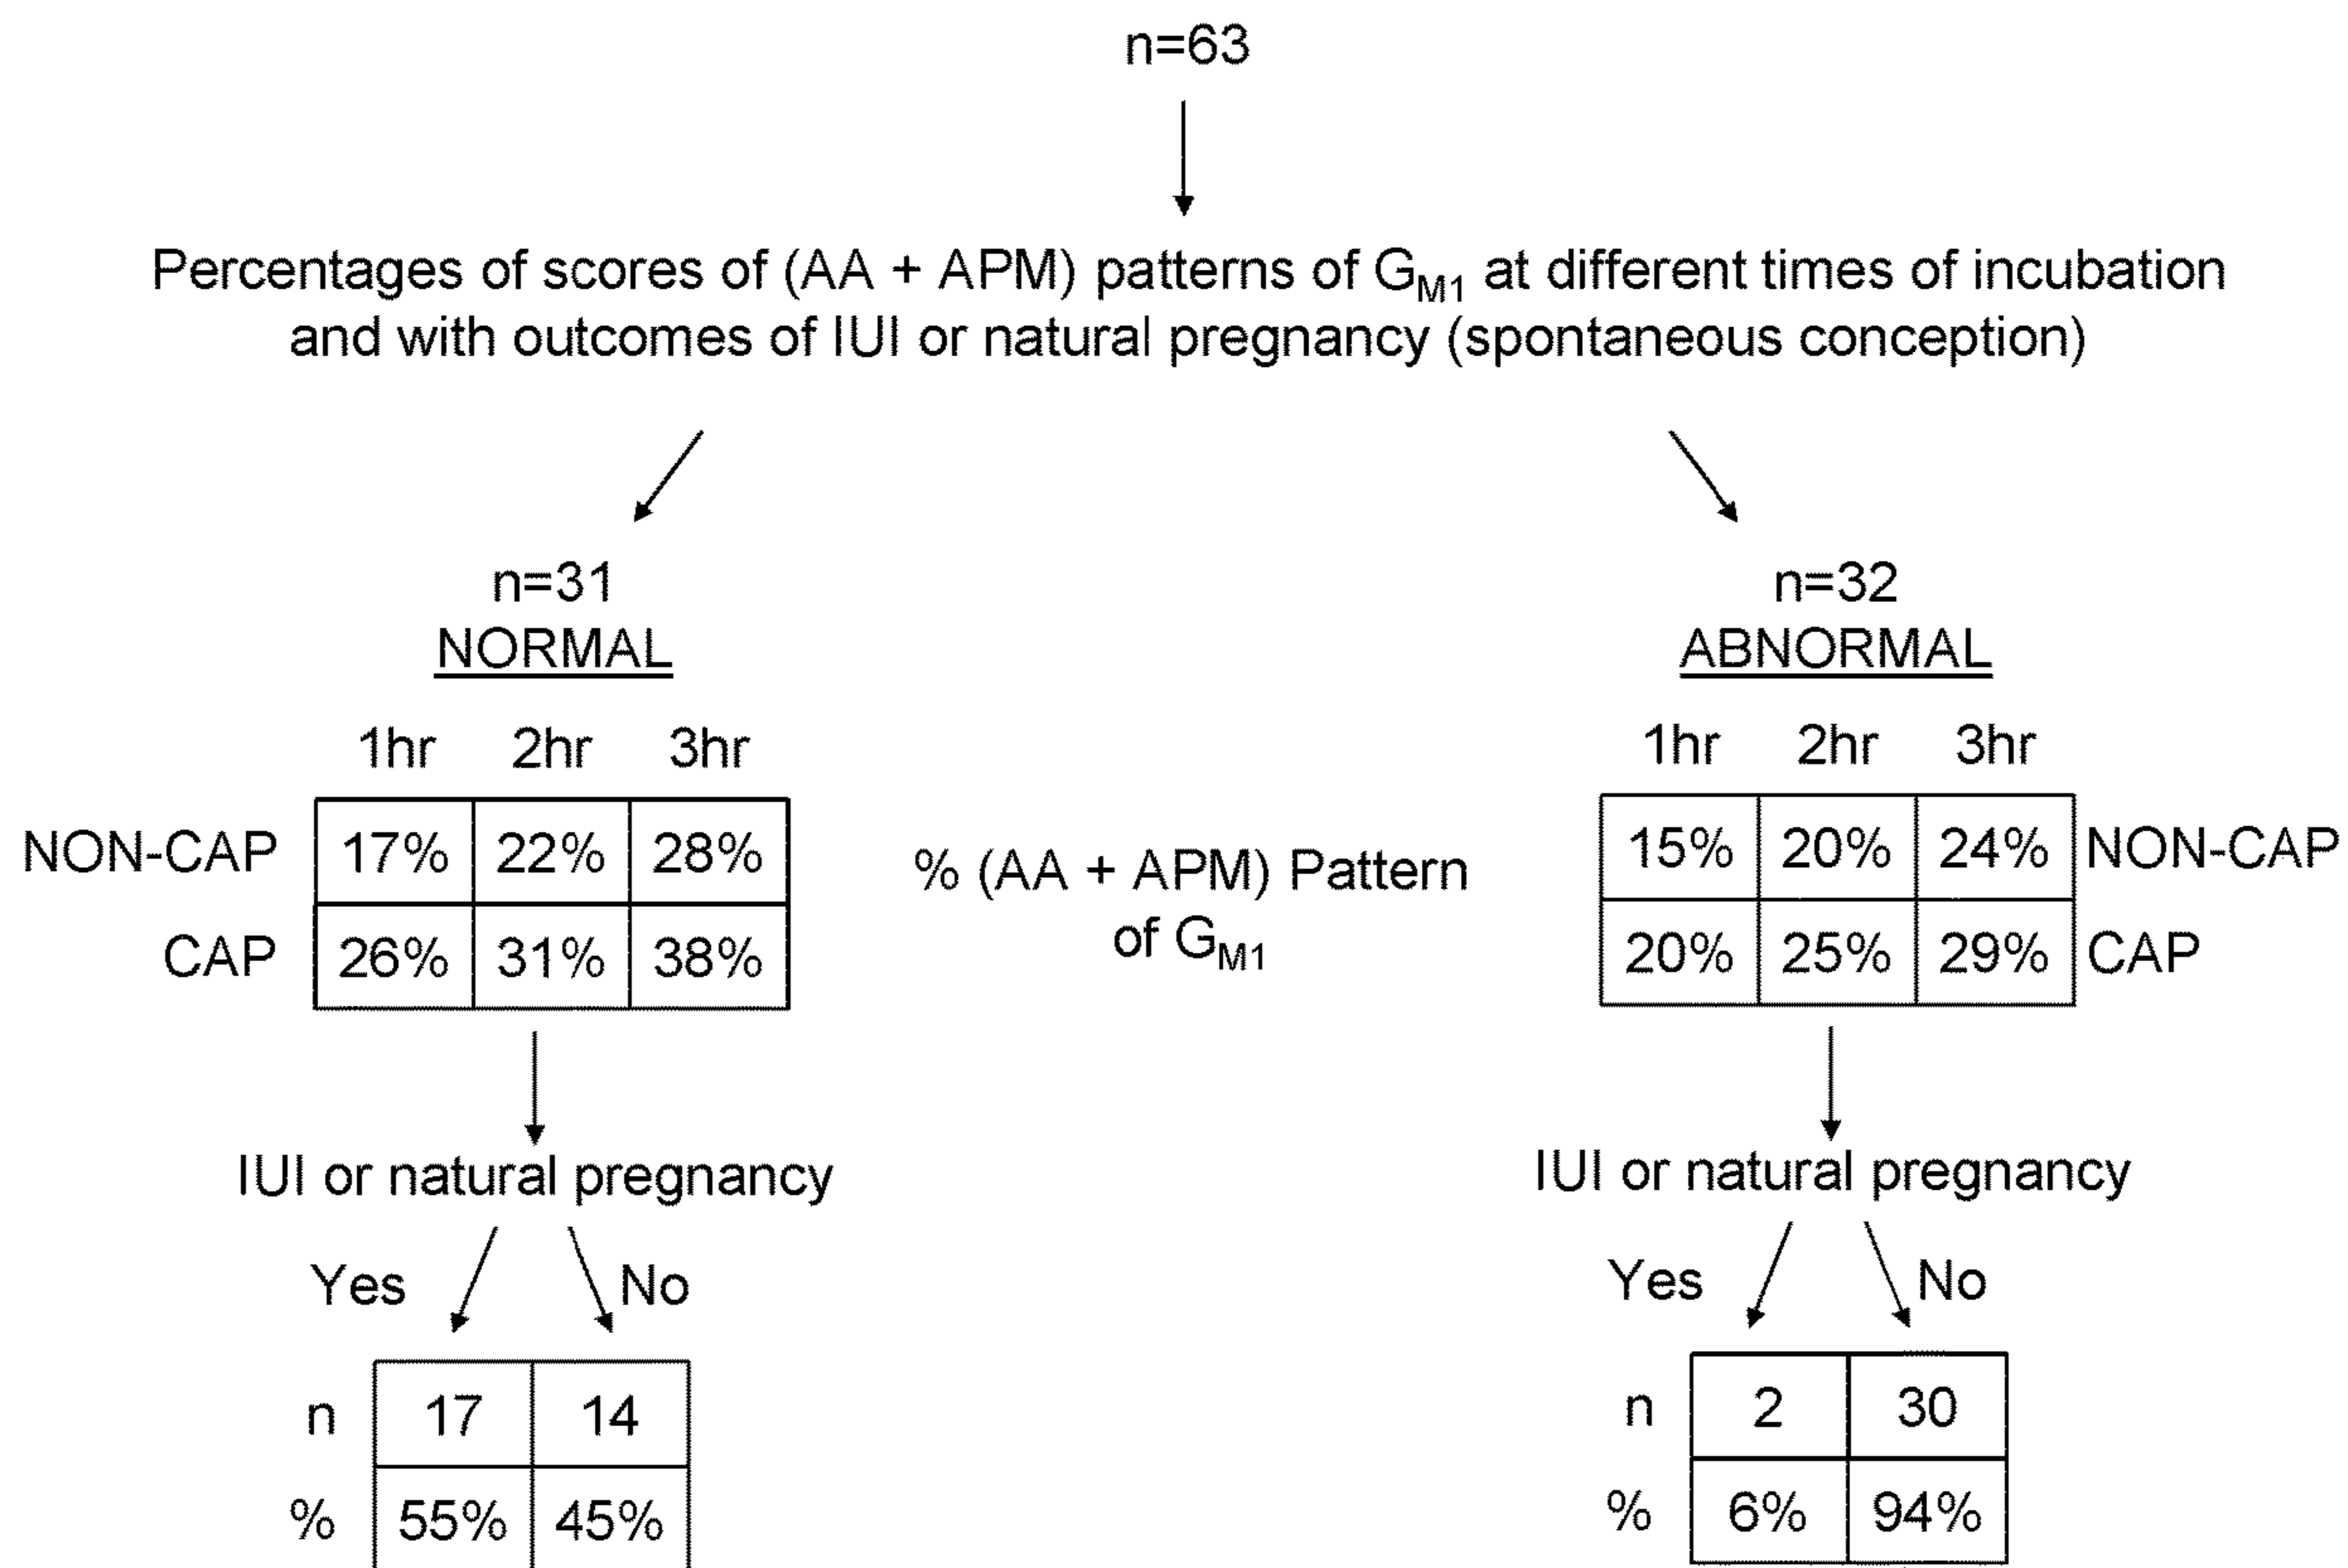 n=63
Percentages of scores of (AA + APM) patterns of GM1 at different times of incubation
and with outcomes of IUI or natural pregnancy (spontaneous conception)
n=31
NORMAL
1hr 2hr 3hr
NON-CAP 17% 22% 28%
CAP 26% 31% 38%
% (AA + APM) Pattern
of GM1
n=32
ABNORMAL
1hr 2hr 3hr
15% 20% 24% NON-CAP
20% 25% 29% CAP
IUI or natural pregnancy
Yes No
n 17 14
% 55% 45%
IUI or natural pregnancy
Yes No
n 2 30
% 6% 94%